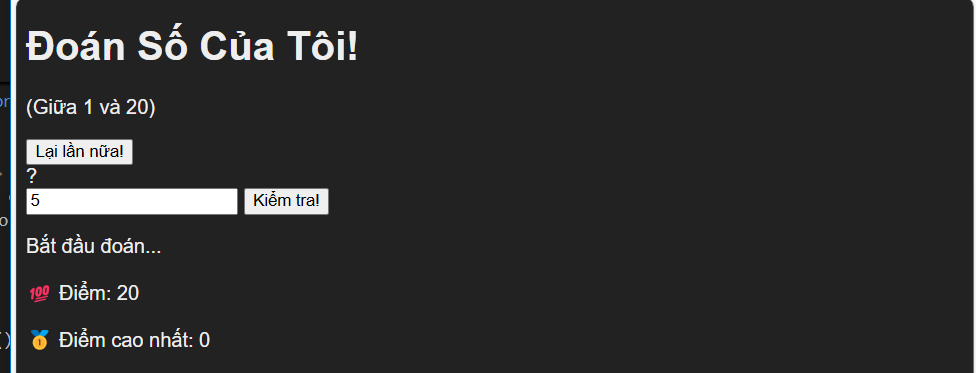 Đoán Số Của Tôi!
(Giữa 1 và 20)
Lại lần nữa!
?
5 Kiểm tra!
Bắt đầu đoán...
💯 Điểm: 20
🥇 Điểm cao nhất: 0